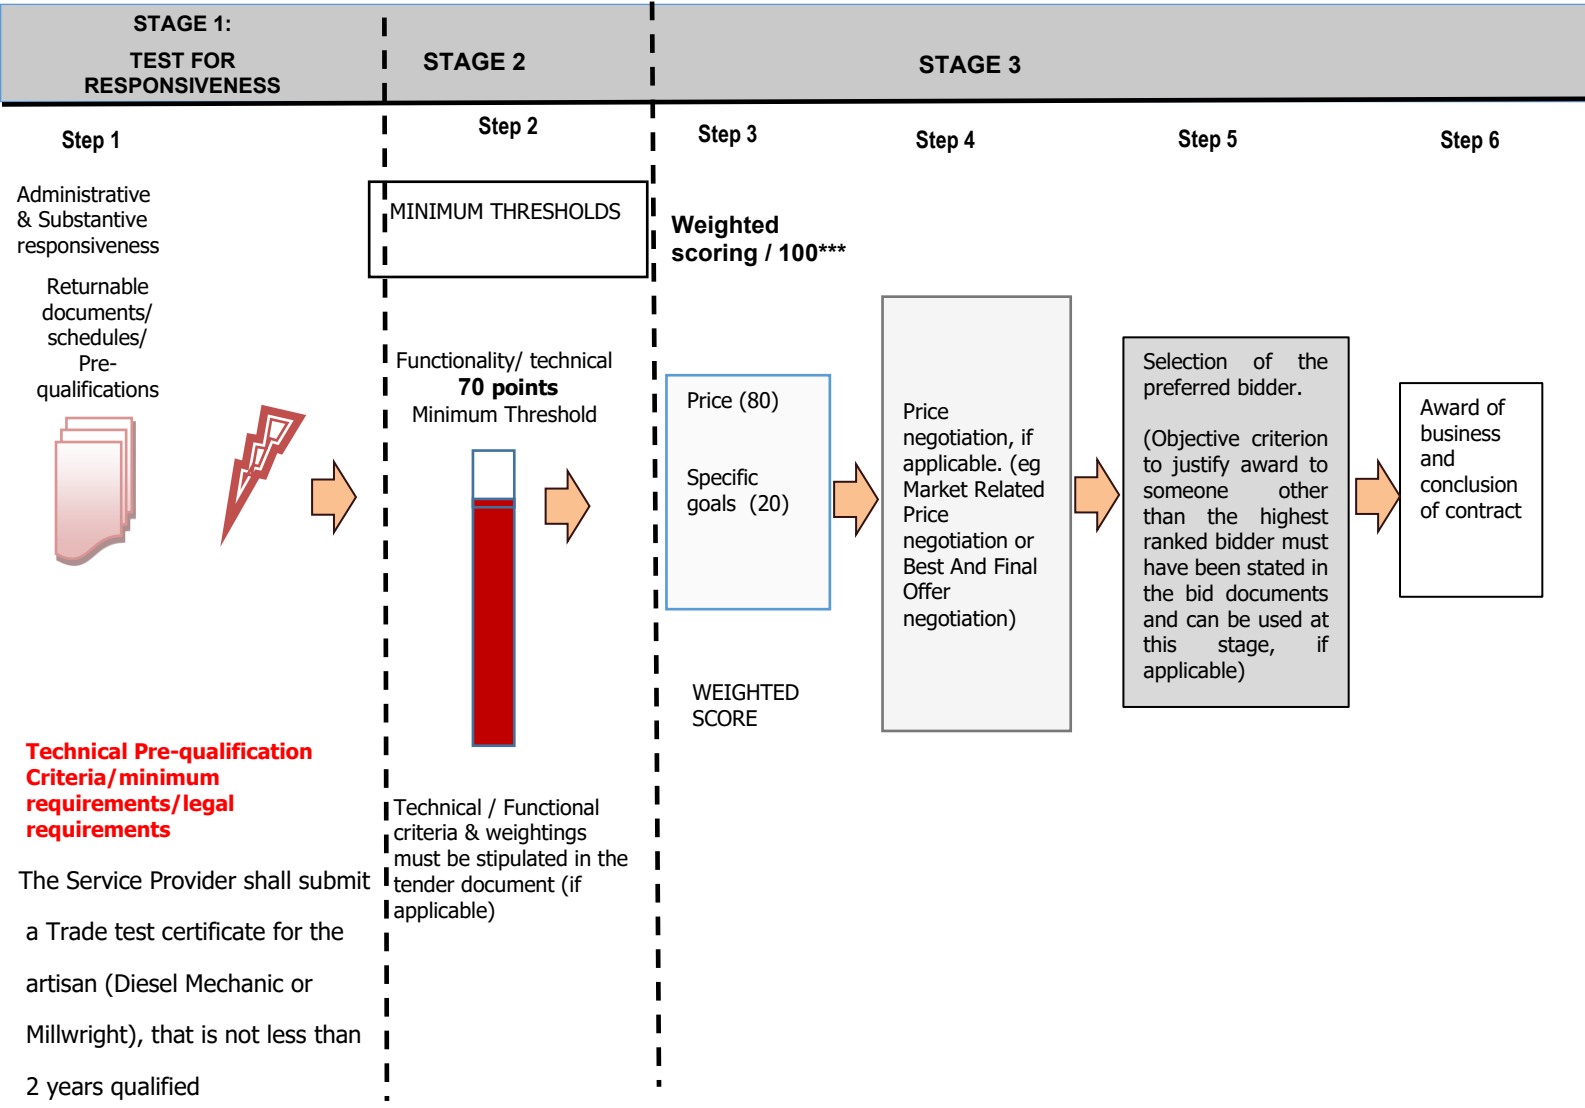 STAGE 1:
TEST FOR
RESPONSIVENESS
STAGE 2
STAGE 3
Step 1
Step 2
Step 3
Step 4
Step 5
Step 6
Administrative
& Substantive
responsiveness
Returnable
documents/
schedules/
Pre-
qualifications
Technical Pre-qualification
Criteria/minimum
requirements/legal
requirements
The Service Provider shall submit
a Trade test certificate for the
artisan (Diesel Mechanic or
Millwright), that is not less than
2 years qualified
MINIMUM THRESHOLDS
Functionality/ technical
70 points
Minimum Threshold
Technical / Functional
criteria & weightings
must be stipulated in the
tender document (if
applicable)
Weighted
scoring / 100***
Price (80)
Specific
goals (20)
WEIGHTED
SCORE
Price
negotiation, if
applicable. (eg
Market Related
Price
negotiation or
Best And Final
Offer
negotiation)
Selection of the
preferred bidder.
(Objective criterion
to justify award to
someone other
than the highest
ranked bidder must
have been stated in
the bid documents
and can be used at
this stage, if
applicable)
Award of
business
and
conclusion
of contract